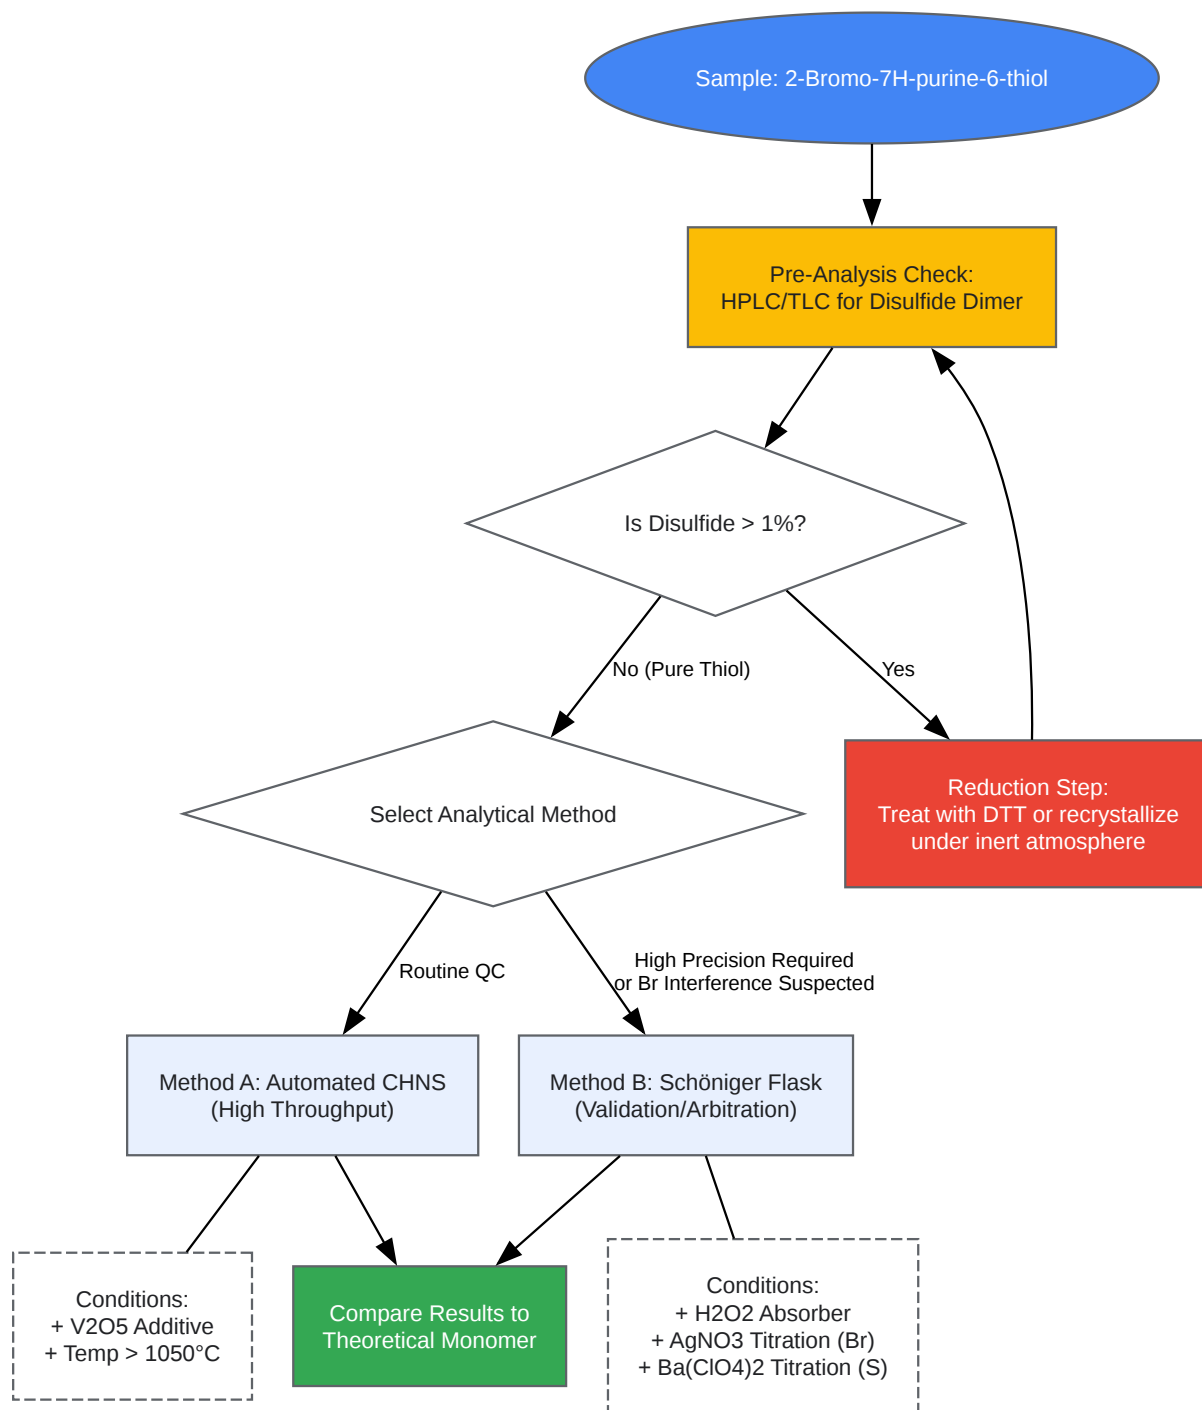 Sample: 2-Bromo-7H-purine-6-thiol
Pre-Analysis Check:
HPLC/TLC for Disulfide Dimer
Is Disulfide > 1%?
No (Pure Thiol)
Yes
Reduction Step:
Treat with DTT or recrystallize
under inert atmosphere
Select Analytical Method
Routine QC
High Precision Required
or Br Interference Suspected
Method A: Automated CHNS
(High Throughput)
Method B: Schöniger Flask
(Validation/Arbitration)
Conditions:
+ V2O5 Additive
+ Temp > 1050°C
Compare Results to
Theoretical Monomer
Conditions:
+ H2O2 Absorber
+ AgNO3 Titration (Br)
+ Ba(ClO4)2 Titration (S)